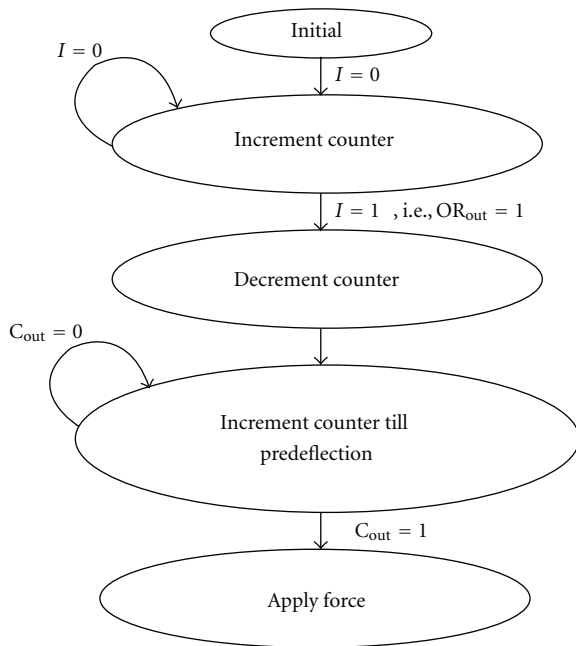 Initial
I = 0
I = 0
Increment counter
I = 1 , i.e., ORout = 1
Decrement counter
Cout = 0
Increment counter till
predeflection
Cout = 1
Apply force